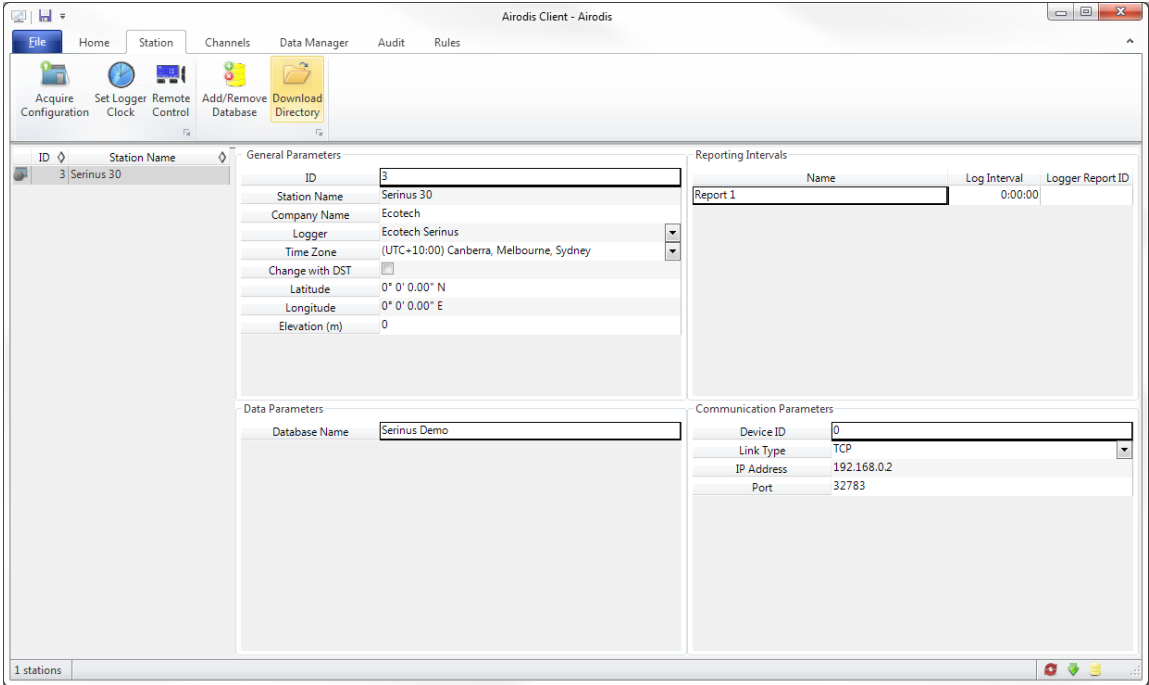 Airodis Client - Airodis
File Home Station Channels Data Manager Audit Rules
Acquire Configuration
Set Logger Clock
Remote Control
Add/Remove Database
Download Directory
ID Station Name
3 Serinus 30
General Parameters
ID 3
Station Name Serinus 30
Company Name Ecotech
Logger Ecotech Serinus
Time Zone (UTC+10:00) Canberra, Melbourne, Sydney
Change with DST
Latitude 0° 0' 0.00" N
Longitude 0° 0' 0.00" E
Elevation (m) 0
Reporting Intervals
Name Log Interval Logger Report ID
Report 1 0:00:00
Data Parameters
Database Name Serinus Demo
Communication Parameters
Device ID 0
Link Type TCP
IP Address 192.168.0.2
Port 32783
1 stations